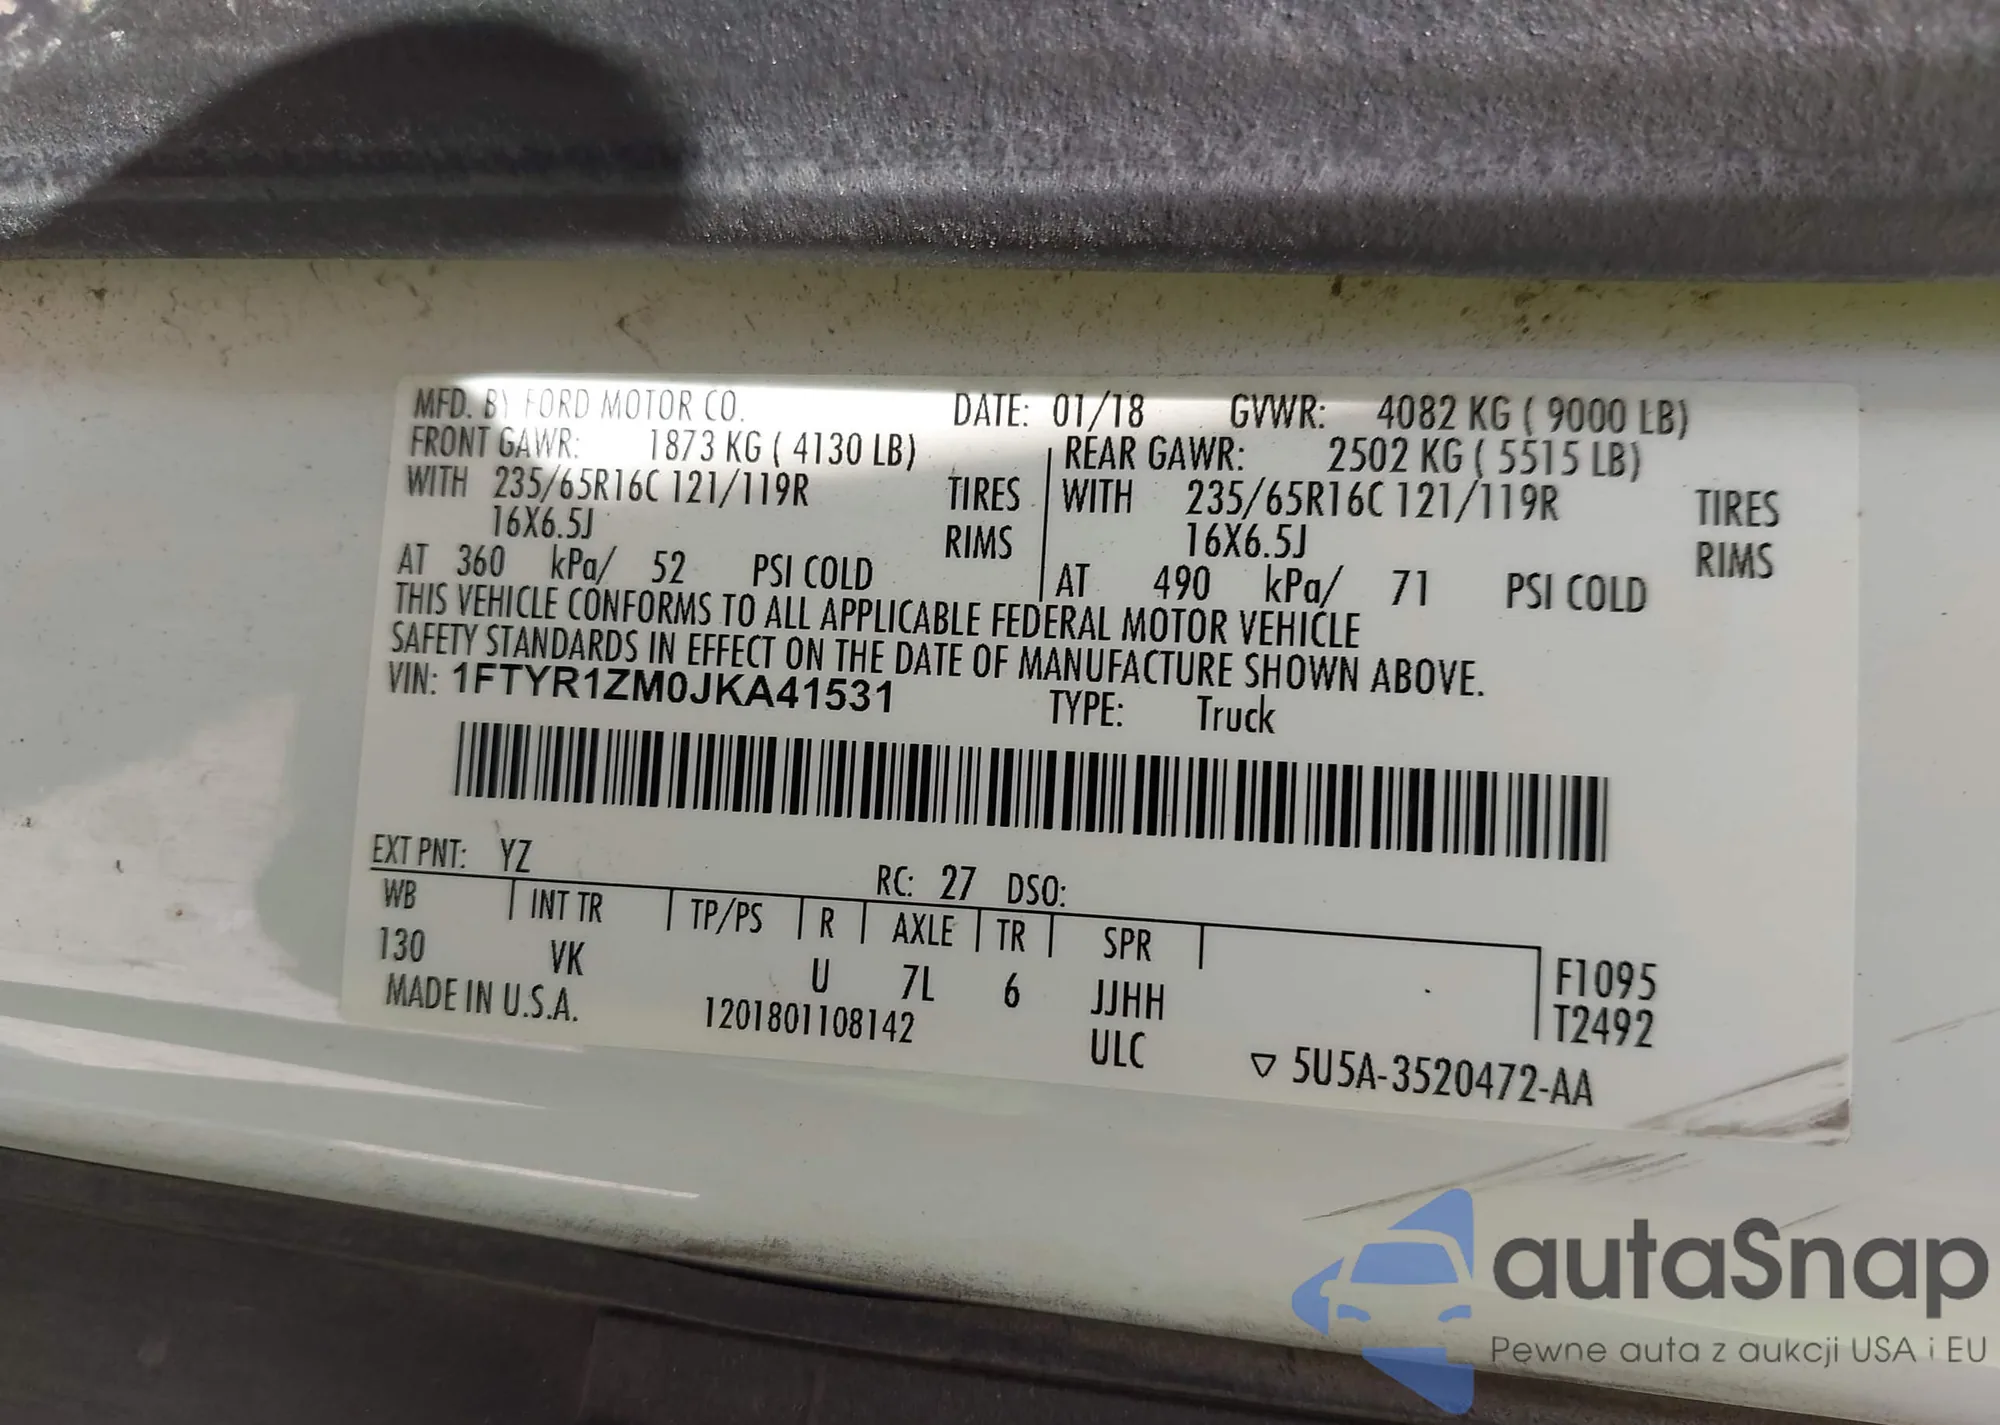 MFD. BY FORD MOTOR CO. DATE: 01/18 GVWR: 4082 KG ( 9000 LB)
FRONT GAWR: 1873 KG ( 4130 LB) REAR GAWR: 2502 KG ( 5515 LB)
WITH 235/65R16C 121/119R TIRES WITH 235/65R16C 121/119R TIRES
16X6.5J RIMS 16X6.5J RIMS
AT 360 kPa/ 52 PSI COLD AT 490 kPa/ 71 PSI COLD
THIS VEHICLE CONFORMS TO ALL APPLICABLE FEDERAL MOTOR VEHICLE
SAFETY STANDARDS IN EFFECT ON THE DATE OF MANUFACTURE SHOWN ABOVE.
VIN: 1FTYR1ZM0JKA41531 TYPE: Truck
EXT PNT: YZ RC: 27 DSO:
WB INT TR TP/PS R AXLE TR SPR
130 VK U 7L 6 JJHH F1095
MADE IN U.S.A. 1201801108142 ULC T2492
▽ 5U5A-3520472-AA
autaSnap
Pewne auta z aukcji USA i EU